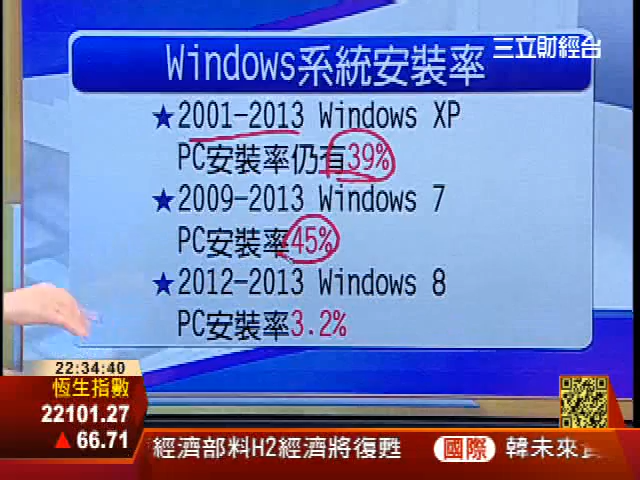 Windows系統安裝率
三立財經台
★2001-2013 Windows XP
PC安裝率仍有39%
★2009-2013 Windows 7
PC安裝率45%
★2012-2013 Windows 8
PC安裝率3.2%
22:34:40
恆生指數
22101.27
▲66.71
經濟部料H2經濟將復甦 國際 韓未來